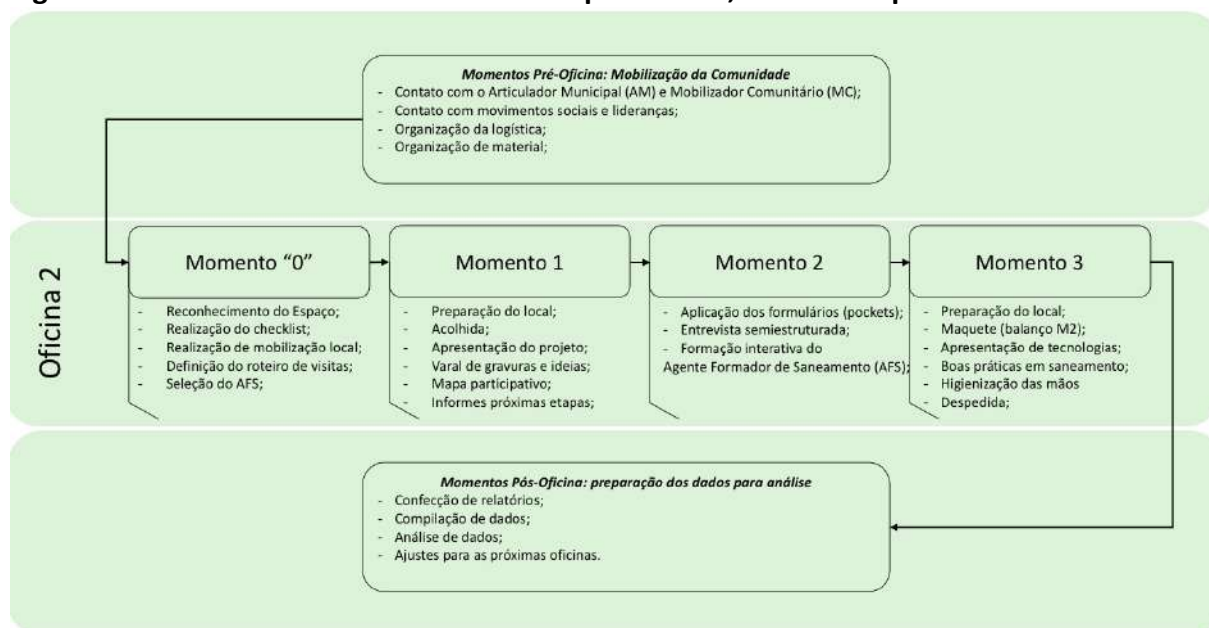 Momentos Pré-Oficina: Mobilização da Comunidade
- Contato com o Articulador Municipal (AM) e Mobilizador Comunitário (MC);
- Contato com movimentos sociais e lideranças;
- Organização da logística;
- Organização de material;
Oficina 2
Momento “0”
- Reconhecimento do Espaço;
- Realização do checklist;
- Realização de mobilização local;
- Definição do roteiro de visitas;
- Seleção do AFS;
Momento 1
- Preparação do local;
- Acolhida;
- Apresentação do projeto;
- Varal de gravuras e ideias;
- Mapa participativo;
- Informes próximas etapas;
Momento 2
- Aplicação dos formulários (pockets);
- Entrevista semiestruturada;
- Formação interativa do
Agente Formador de Saneamento (AFS);
Momento 3
- Preparação do local;
- Maquete (balanço M2);
- Apresentação de tecnologias;
- Boas práticas em saneamento;
- Higienização das mãos
- Despedida;
Momentos Pós-Oficina: preparação dos dados para análise
- Confecção de relatórios;
- Compilação de dados;
- Análise de dados;
- Ajustes para as próximas oficinas.